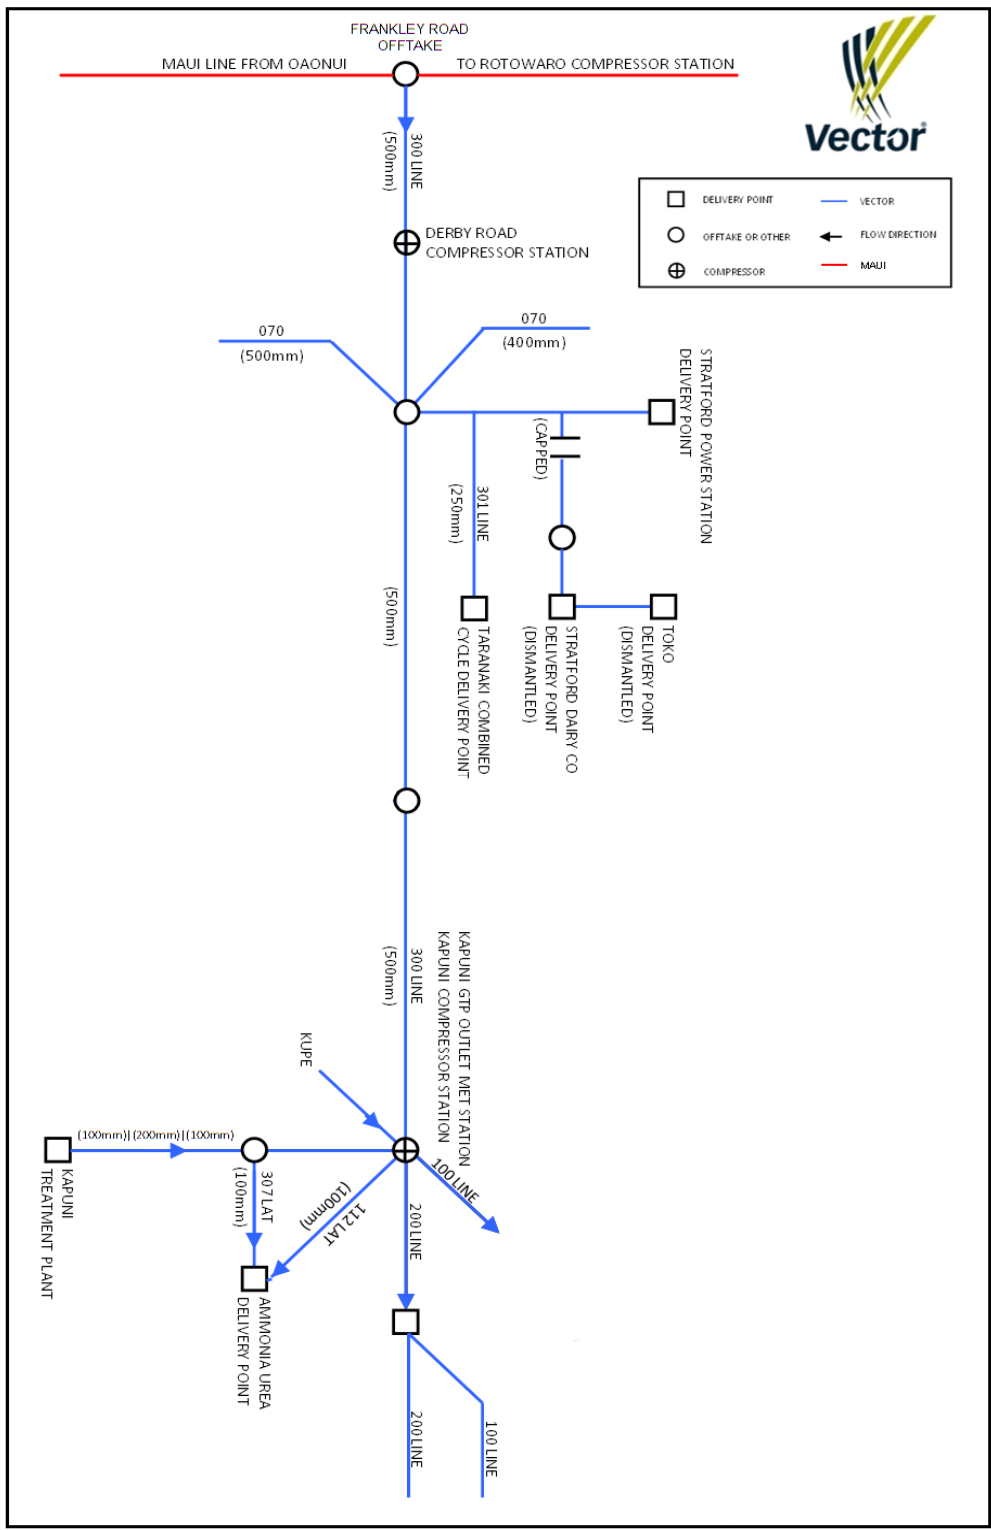 FRANKLEY ROAD
OFFTAKE
MAUI LINE FROM OAONUI
TO ROTOWARO COMPRESSOR STATION
Vector
300 LINE
(500mm)
DELIVERY POINT
VECTOR
OFFTAKE OR OTHER
FLOW DIRECTION
COMPRESSOR
MAUI
DERBY ROAD
COMPRESSOR STATION
070
(500mm)
070
(400mm)
STRATFORD POWER STATION
DELIVERY POINT
(CAPPED)
301 LINE
(250mm)
(500mm)
TARANAKI COMBINED
CYCLE DELIVERY POINT
STRATFORD DAIRY CO
DELIVERY POINT
(DISMANTLED)
TOKO
DELIVERY POINT
(DISMANTLED)
KAPUNI GTP OUTLET MET STATION
KAPUNI COMPRESSOR STATION
300 LINE
(500mm)
KUPE
(100mm)|(200mm)|(100mm)
KAPUNI
TREATMENT PLANT
307 LAT
(100mm)
112 LAT
(100mm)
100 LINE
200 LINE
AMMONIA UREA
DELIVERY POINT
200 LINE
100 LINE